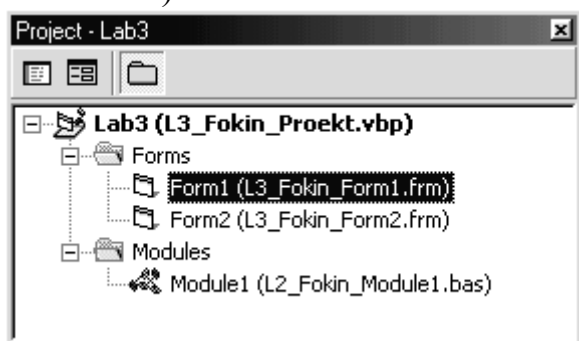 Project - Lab3
Lab3 (L3_Fokin_Proekt.vbp)
Forms
Form1 (L3_Fokin_Form1.frm)
Form2 (L3_Fokin_Form2.frm)
Modules
Module1 (L2_Fokin_Module1.bas)